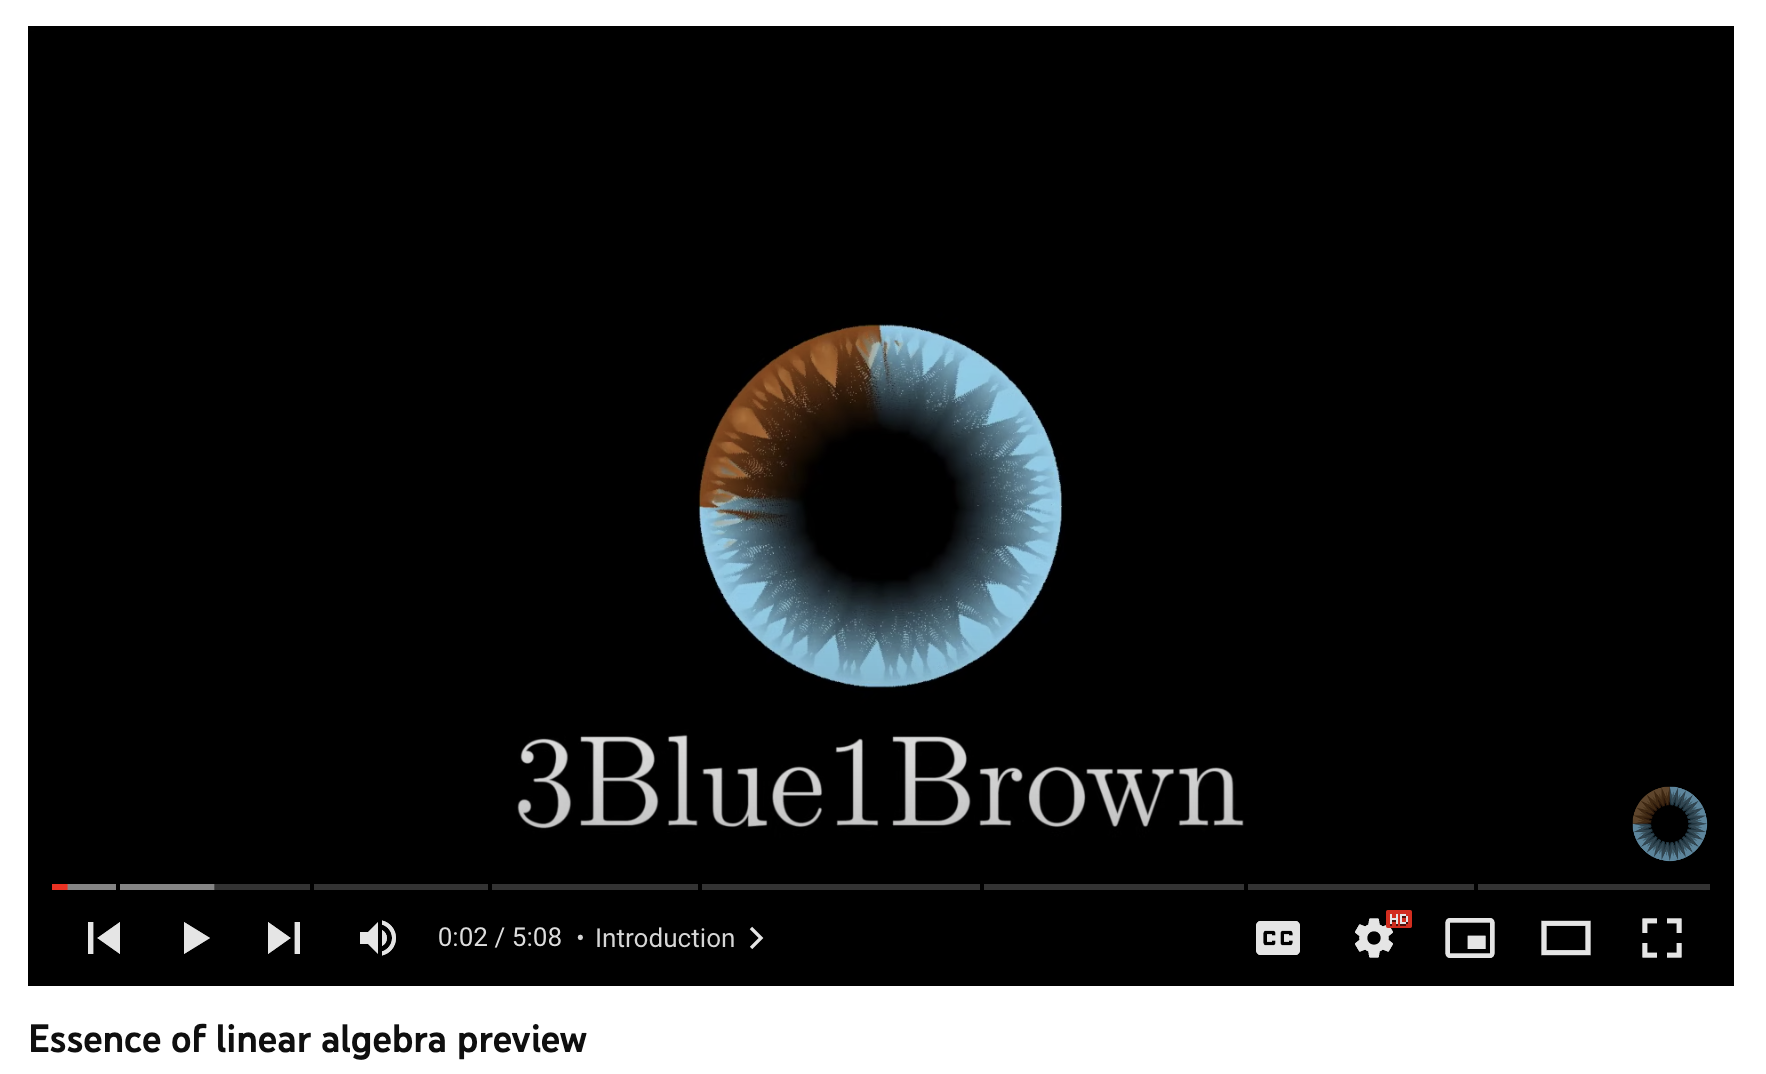 3Blue1Brown
0:02 / 5:08 • Introduction
CC
HD
Essence of linear algebra preview